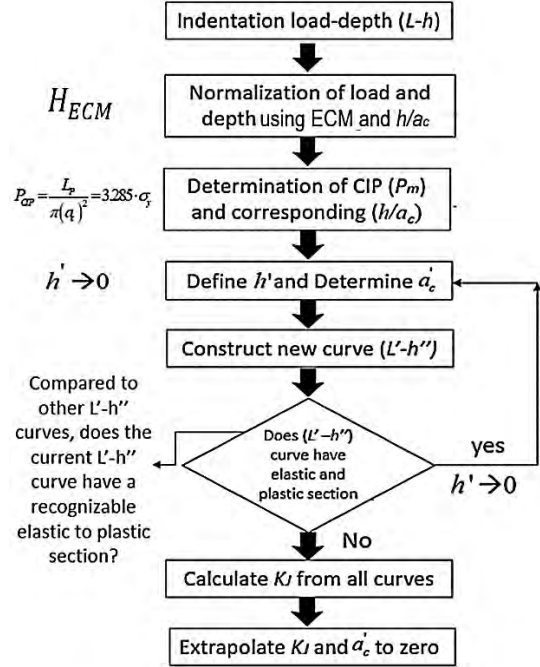 Indentation load-depth (L-h)
H_ECM
Normalization of load and
depth using ECM and h/a_c
P_CIP = L_P / π(a_c)^2 = 3.285·σ_y
Determination of CIP (P_m)
and corresponding (h/a_c)
h' → 0
Define h' and Determine a'_c
Construct new curve (L'-h'')
Compared to
other L'-h''
curves, does the
current L'-h''
curve have a
recognizable
elastic to plastic
section?
Does (L'-h'')
curve have
elastic and
plastic section
yes
h' → 0
No
Calculate K_J from all curves
Extrapolate K_J and a'_c to zero